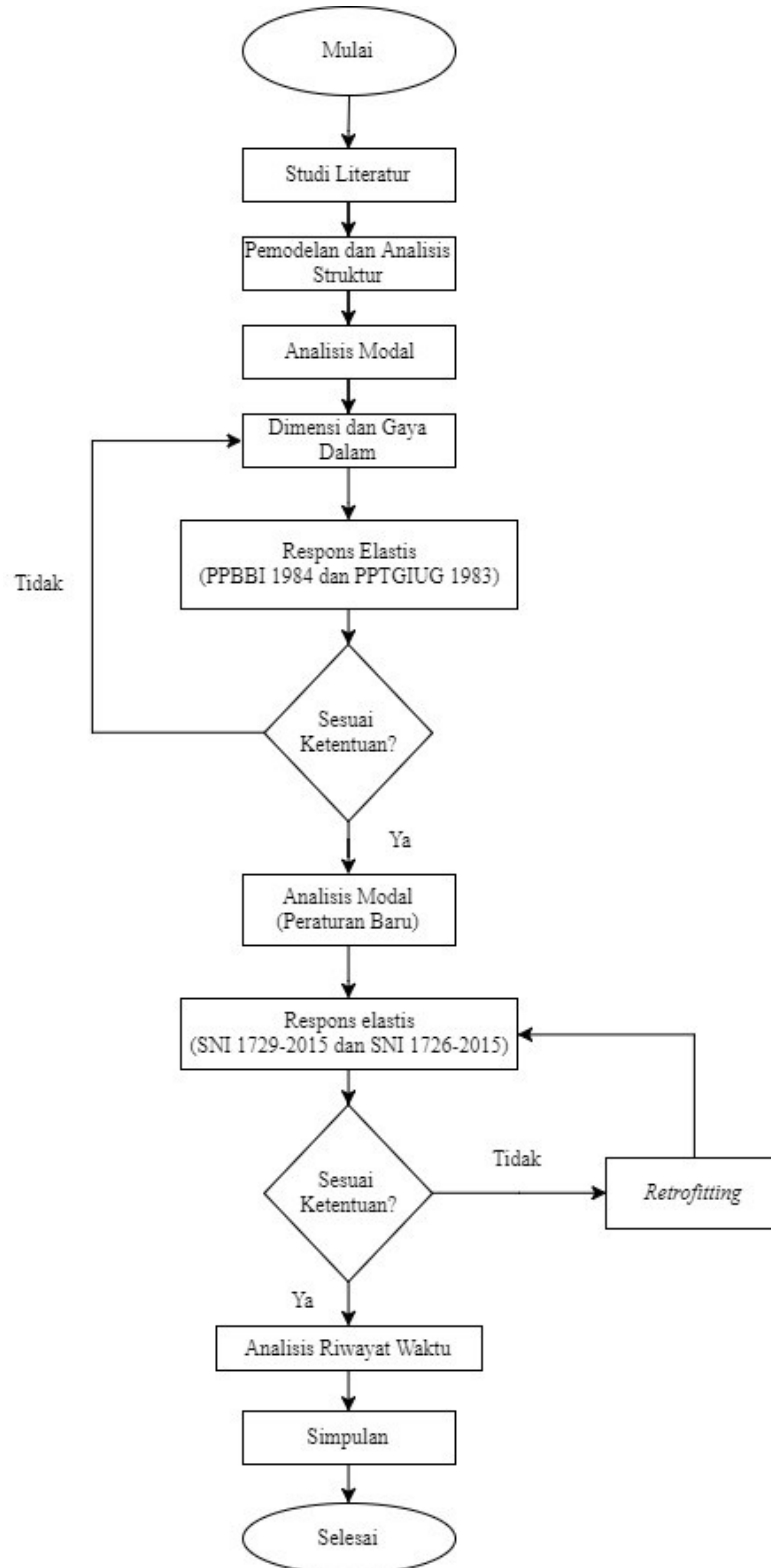 Mulai
Studi Literatur
Pemodelan dan Analisis
Struktur
Analisis Modal
Dimensi dan Gaya
Dalam
Respons Elastis
(PPBBI 1984 dan PPTGIUG 1983)
Tidak
Sesuai
Ketentuan?
Ya
Analisis Modal
(Peraturan Baru)
Respons elastis
(SNI 1729-2015 dan SNI 1726-2015)
Sesuai
Ketentuan?
Tidak
Retrofitting
Ya
Analisis Riwayat Waktu
Simpulan
Selesai